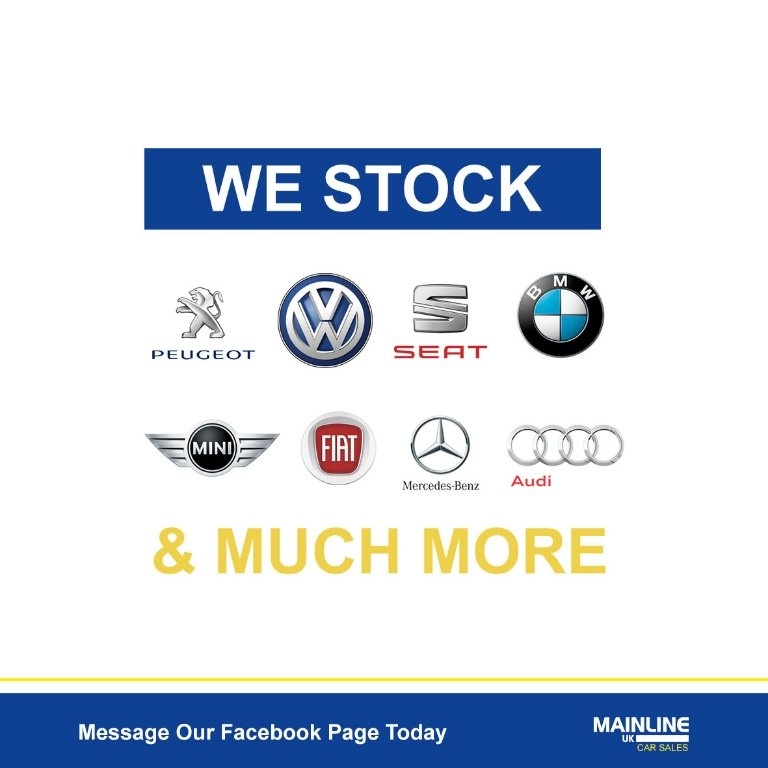 WE STOCK
PEUGEOT
SEAT
BMW
MINI
FIAT
Mercedes-Benz
Audi
& MUCH MORE
Message Our Facebook Page Today
MAINLINE
UK
CAR SALES